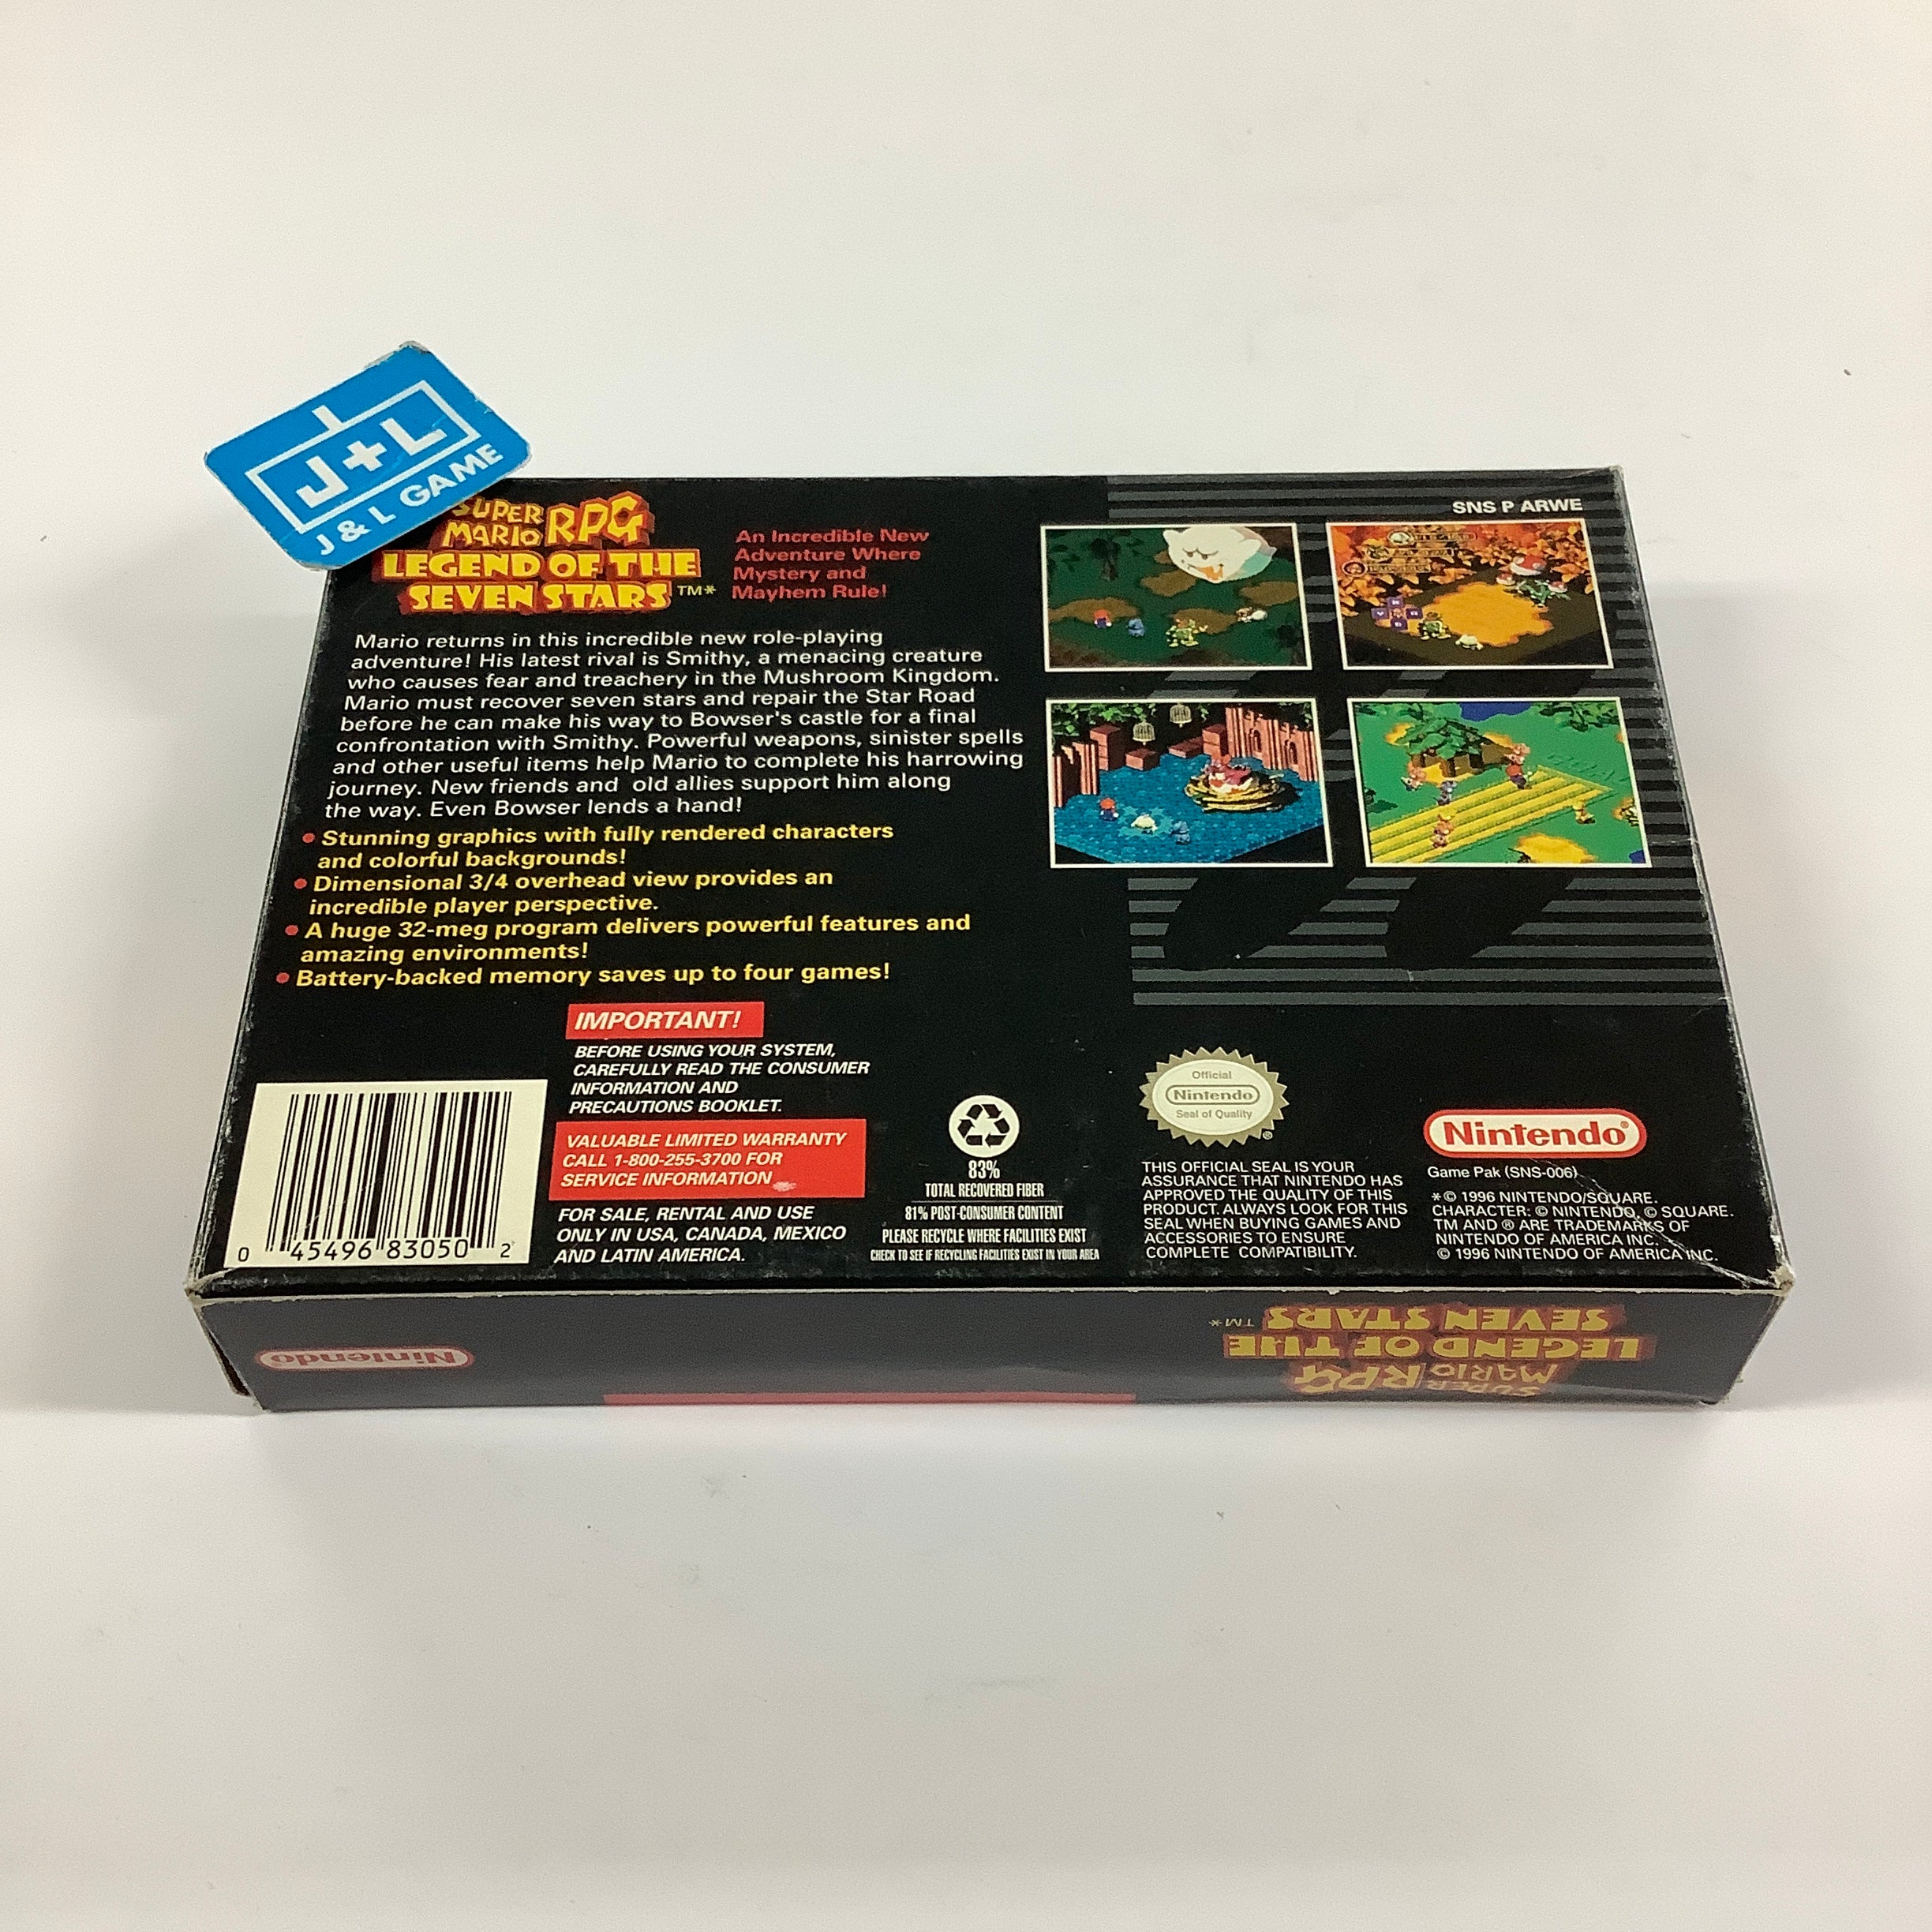 J+L
J & L GAME
SUPER
MARIO RPG
LEGEND OF THE
SEVEN STARS TM*
An Incredible New
Adventure Where
Mystery and
Mayhem Rule!
SNS P ARWE
Mario returns in this incredible new role-playing
adventure! His latest rival is Smithy, a menacing creature
who causes fear and treachery in the Mushroom Kingdom.
Mario must recover seven stars and repair the Star Road
before he can make his way to Bowser's castle for a final
confrontation with Smithy. Powerful weapons, sinister spells
and other useful items help Mario to complete his harrowing
journey. New friends and old allies support him along
the way. Even Bowser lends a hand!
• Stunning graphics with fully rendered characters
and colorful backgrounds!
• Dimensional 3/4 overhead view provides an
incredible player perspective.
• A huge 32-meg program delivers powerful features and
amazing environments!
• Battery-backed memory saves up to four games!
IMPORTANT!
BEFORE USING YOUR SYSTEM,
CAREFULLY READ THE CONSUMER
INFORMATION AND
PRECAUTIONS BOOKLET.
VALUABLE LIMITED WARRANTY
CALL 1-800-255-3700 FOR
SERVICE INFORMATION
FOR SALE, RENTAL AND USE
ONLY IN USA, CANADA, MEXICO
AND LATIN AMERICA.
0 45496 83050 2
83%
TOTAL RECOVERED FIBER
81% POST-CONSUMER CONTENT
PLEASE RECYCLE WHERE FACILITIES EXIST
CHECK TO SEE IF RECYCLING FACILITIES EXIST IN YOUR AREA
Official
Nintendo
Seal of Quality
®
THIS OFFICIAL SEAL IS YOUR
ASSURANCE THAT NINTENDO HAS
APPROVED THE QUALITY OF THIS
PRODUCT. ALWAYS LOOK FOR THIS
SEAL WHEN BUYING GAMES AND
ACCESSORIES TO ENSURE
COMPLETE COMPATIBILITY.
Nintendo®
Game Pak (SNS-006)
*© 1996 NINTENDO/SQUARE.
CHARACTER: © NINTENDO, © SQUARE.
TM AND ® ARE TRADEMARKS OF
NINTENDO OF AMERICA INC.
© 1996 NINTENDO OF AMERICA INC.
SUPER
MARIO RPG
LEGEND OF THE
SEVEN STARS TM*
Nintendo